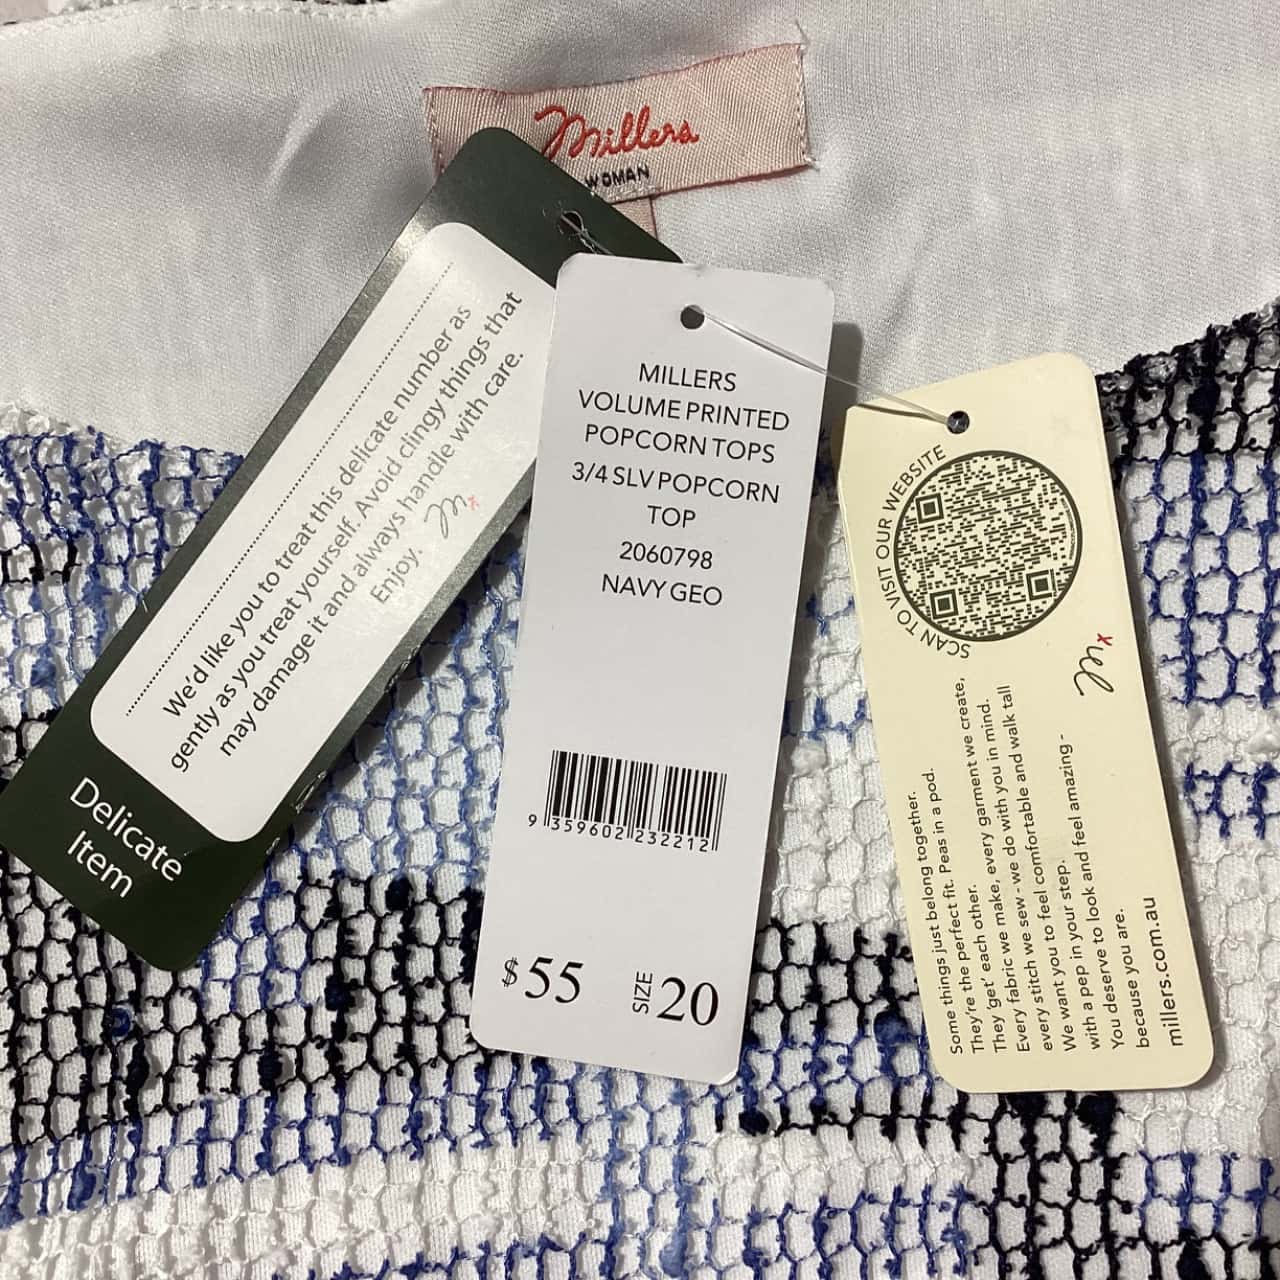 Millers
WOMAN
We'd like you to treat this delicate number as
gently as you treat yourself. Avoid clingy things that
may damage it and always handle with care.
Enjoy. M x
Delicate
Item
MILLERS
VOLUME PRINTED
POPCORN TOPS
3/4 SLV POPCORN
TOP
2060798
NAVY GEO
9 359602 232212
$55
SIZE 20
SCAN TO VISIT OUR WEBSITE
M x
Some things just belong together.
They're the perfect fit. Peas in a pod.
They 'get' each other.
Every fabric we make, every garment we create,
every stitch we sew - we do with you in mind.
We want you to feel comfortable and walk tall
with a pep in your step.
You deserve to look and feel amazing -
because you are.
millers.com.au